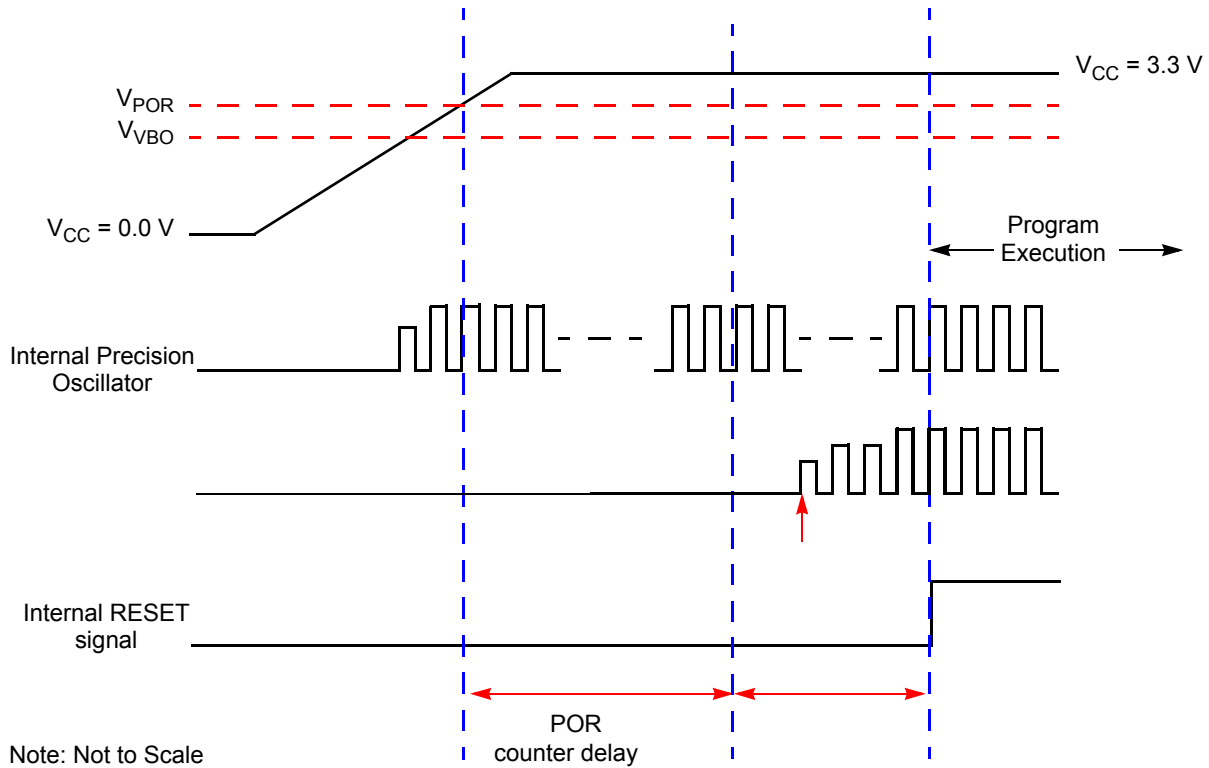 V_CC = 3.3 V
V_POR
V_VBO
V_CC = 0.0 V
Program
Execution
Internal Precision
Oscillator
Internal RESET
signal
POR
counter delay
Note: Not to Scale